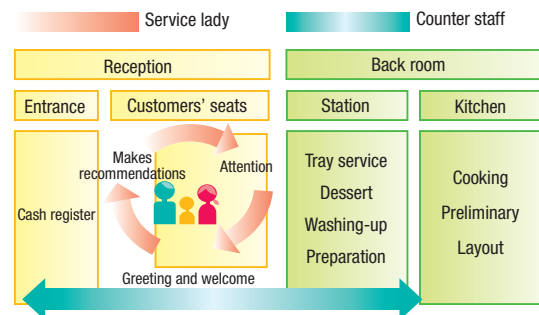 Service lady
Counter staff
Reception
Back room
Entrance
Customers' seats
Station
Kitchen
Cash register
Makes
recommendations
Attention
Greeting and welcome
Tray service
Dessert
Washing-up
Preparation
Cooking
Preliminary
Layout